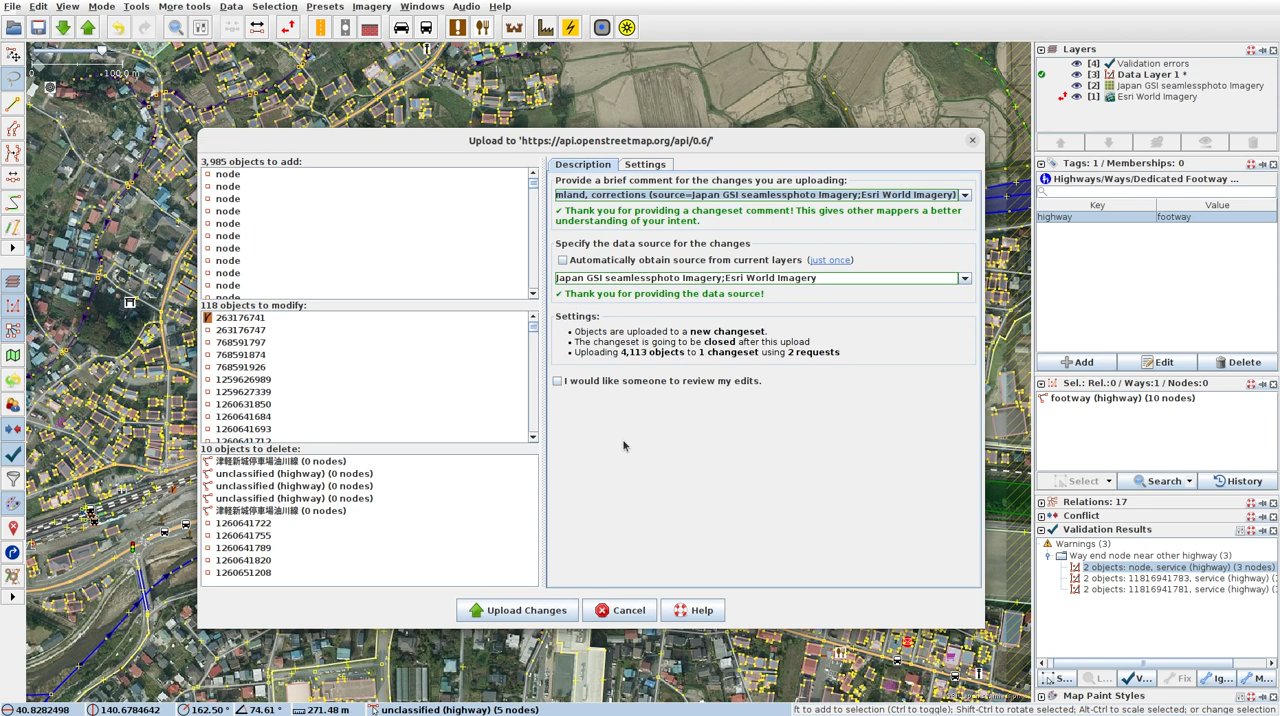 File Edit View Mode Tools More tools Data Selection Presets Imagery Windows Audio Help
0 100.0 m
Upload to 'https://api.openstreetmap.org/api/0.6/'
3,985 objects to add:
node
node
node
node
node
node
node
node
node
node
node
118 objects to modify:
263176741
263176747
768591797
768591874
768591926
1259626989
1259627339
1260631850
1260641684
1260641693
1260641712
10 objects to delete:
津軽新城停車場油川線 (0 nodes)
unclassified (highway) (0 nodes)
unclassified (highway) (0 nodes)
unclassified (highway) (0 nodes)
津軽新城停車場油川線 (0 nodes)
1260641722
1260641755
1260641789
1260641820
1260651208
Description Settings
Provide a brief comment for the changes you are uploading:
mland, corrections (source=Japan GSI seamlessphoto Imagery;Esri World Imagery)
✔ Thank you for providing a changeset comment! This gives other mappers a better
understanding of your intent.
Specify the data source for the changes
Automatically obtain source from current layers (just once)
Japan GSI seamlessphoto Imagery;Esri World Imagery
✔ Thank you for providing the data source!
Settings:
• Objects are uploaded to a new changeset.
• The changeset is going to be closed after this upload
• Uploading 4,113 objects to 1 changeset using 2 requests
I would like someone to review my edits.
Upload Changes Cancel Help
Layers
[4] Validation errors
[3] Data Layer 1 *
[2] Japan GSI seamlessphoto Imagery
[1] Esri World Imagery
Tags: 1 / Memberships: 0
Highways/Ways/Dedicated Footway ...
Key Value
highway footway
Add Edit Delete
Sel.: Rel.:0 / Ways:1 / Nodes:0
footway (highway) (10 nodes)
Select Search History
Relations: 17
Conflict
Validation Results
Warnings (3)
Way end node near other highway (3)
2 objects: node, service (highway) (3 nodes)
2 objects: 11816941783, service (highway) (
2 objects: 11816941781, service (highway) (
S... L... V... Fix Ig... M...
Map Paint Styles
40.8282498 140.6784642 162.50 ° 74.61 ° 271.48 m unclassified (highway) (5 nodes) ft to add to selection (Ctrl to toggle); Shift-Ctrl to rotate selected; Alt-Ctrl to scale selected; or change selection